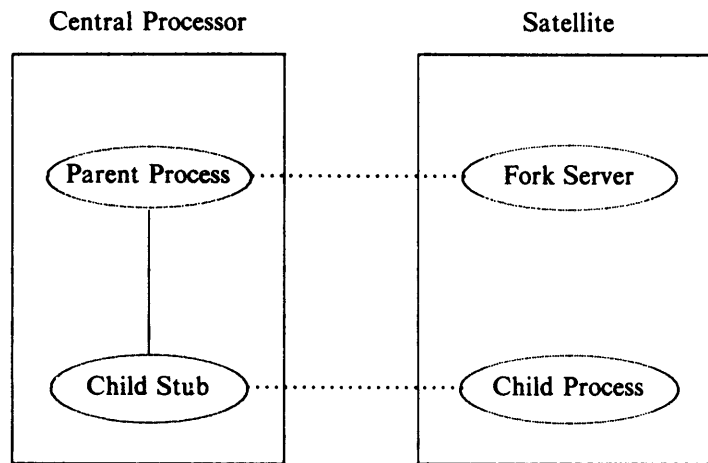 Central Processor
Satellite
Parent Process
Fork Server
Child Stub
Child Process